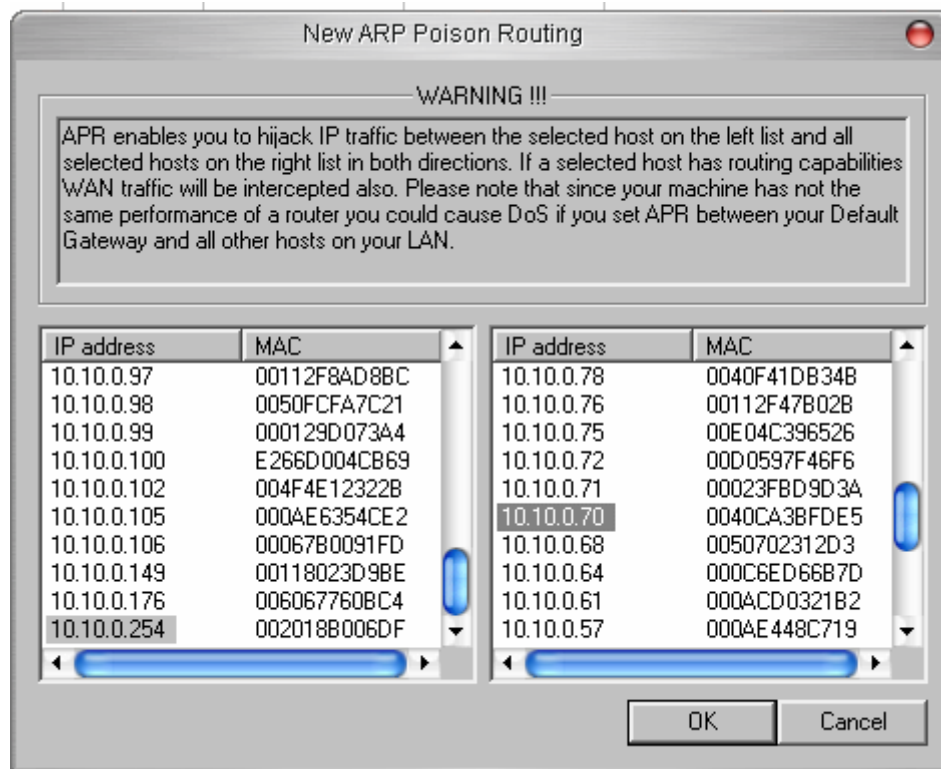 New ARP Poison Routing
WARNING !!!
APR enables you to hijack IP traffic between the selected host on the left list and all
selected hosts on the right list in both directions. If a selected host has routing capabilities
WAN traffic will be intercepted also. Please note that since your machine has not the
same performance of a router you could cause DoS if you set APR between your Default
Gateway and all other hosts on your LAN.
IP address MAC
10.10.0.97 00112F8AD8BC
10.10.0.98 0050FCFA7C21
10.10.0.99 000129D073A4
10.10.0.100 E266D004CB69
10.10.0.102 004F4E12322B
10.10.0.105 000AE6354CE2
10.10.0.106 00067B0091FD
10.10.0.149 00118023D9BE
10.10.0.176 006067760BC4
10.10.0.254 002018B006DF
IP address MAC
10.10.0.78 0040F41DB34B
10.10.0.76 00112F47B02B
10.10.0.75 00E04C396526
10.10.0.72 00D0597F46F6
10.10.0.71 00023FBD9D3A
10.10.0.70 0040CA3BFDE5
10.10.0.68 0050702312D3
10.10.0.64 000C6ED66B7D
10.10.0.61 000ACD0321B2
10.10.0.57 000AE448C719
OK Cancel